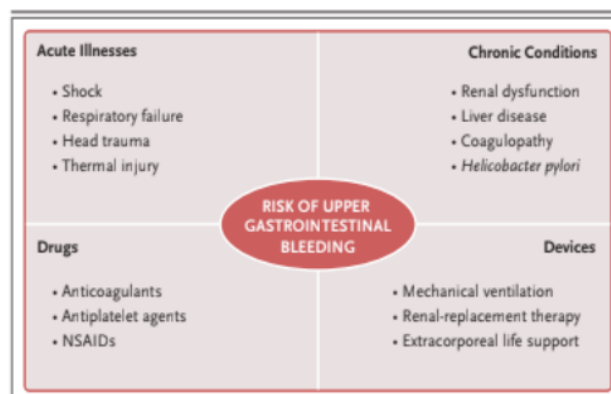 Acute Illnesses
• Shock
• Respiratory failure
• Head trauma
• Thermal injury
Chronic Conditions
• Renal dysfunction
• Liver disease
• Coagulopathy
• Helicobacter pylori
RISK OF UPPER
GASTROINTESTINAL
BLEEDING
Drugs
• Anticoagulants
• Antiplatelet agents
• NSAIDs
Devices
• Mechanical ventilation
• Renal-replacement therapy
• Extracorporeal life support